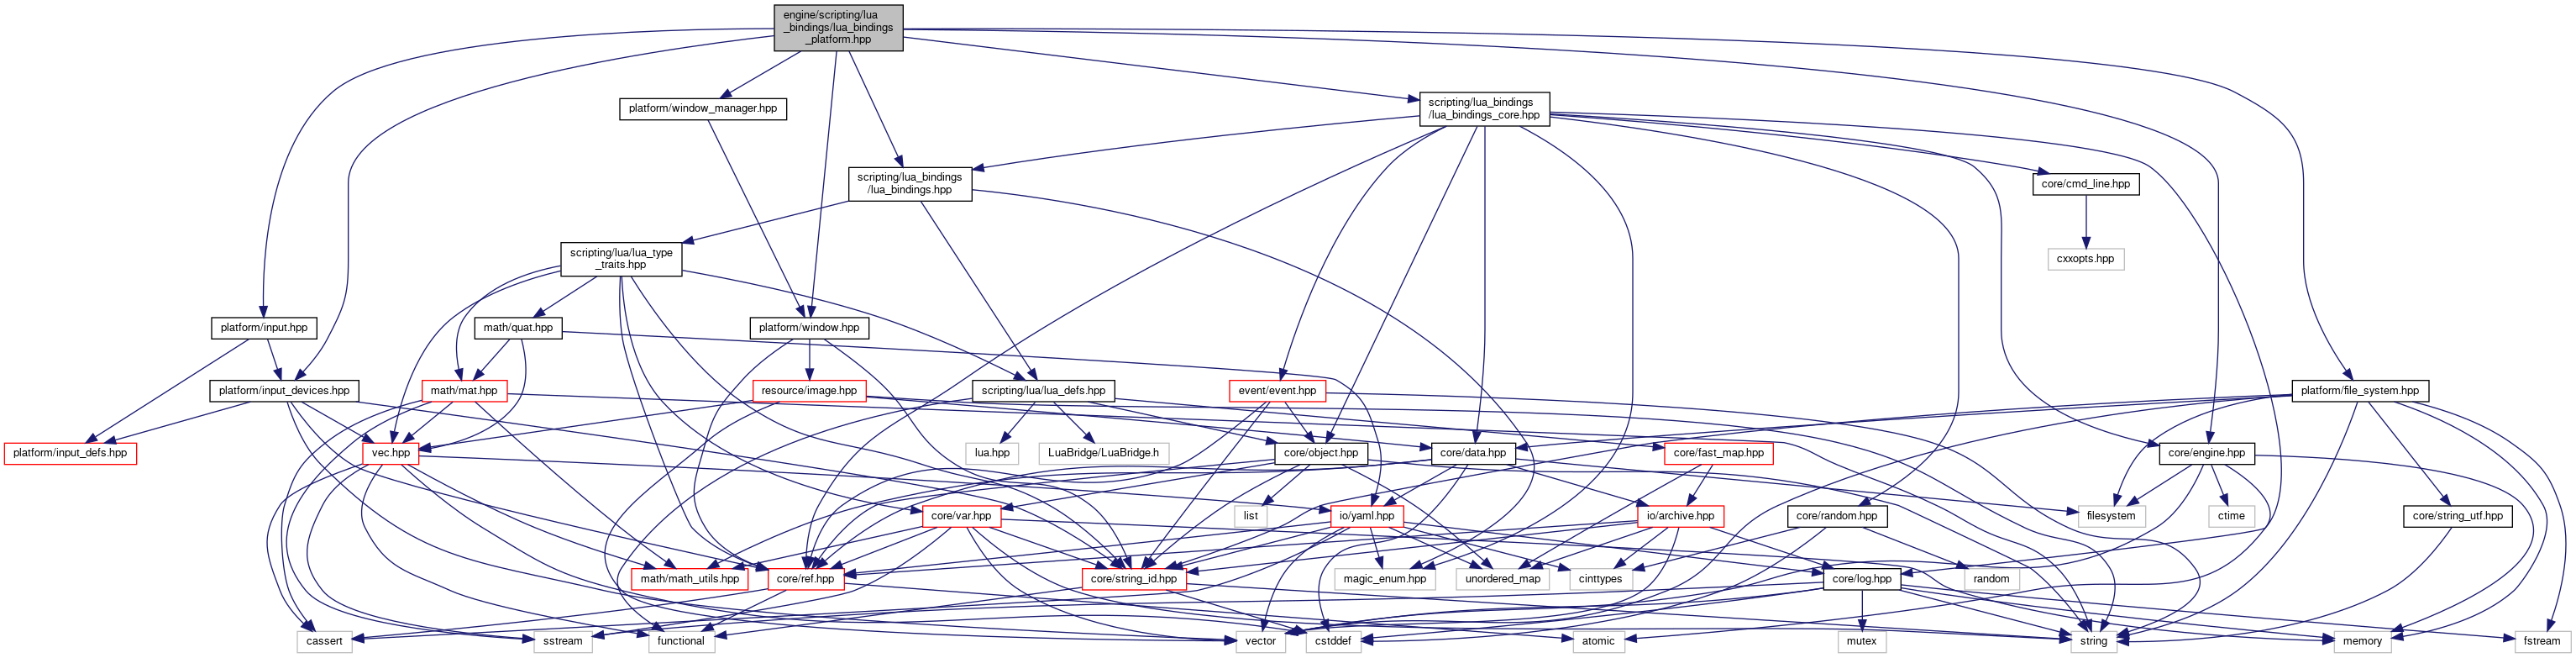 engine/scripting/lua
_bindings/lua_bindings
_platform.hpp
platform/window_manager.hpp
scripting/lua_bindings
/lua_bindings_core.hpp
scripting/lua_bindings
/lua_bindings.hpp
core/cmd_line.hpp
scripting/lua/lua_type
_traits.hpp
cxxopts.hpp
platform/input.hpp
math/quat.hpp
platform/window.hpp
platform/input_devices.hpp
math/mat.hpp
resource/image.hpp
scripting/lua/lua_defs.hpp
event/event.hpp
platform/file_system.hpp
platform/input_defs.hpp
vec.hpp
lua.hpp
LuaBridge/LuaBridge.h
core/object.hpp
core/data.hpp
core/fast_map.hpp
core/engine.hpp
list
core/var.hpp
io/yaml.hpp
io/archive.hpp
core/random.hpp
filesystem
ctime
core/string_utf.hpp
math/math_utils.hpp
core/ref.hpp
core/string_id.hpp
magic_enum.hpp
unordered_map
cinttypes
core/log.hpp
random
cassert
sstream
functional
vector
cstddef
atomic
mutex
string
memory
fstream